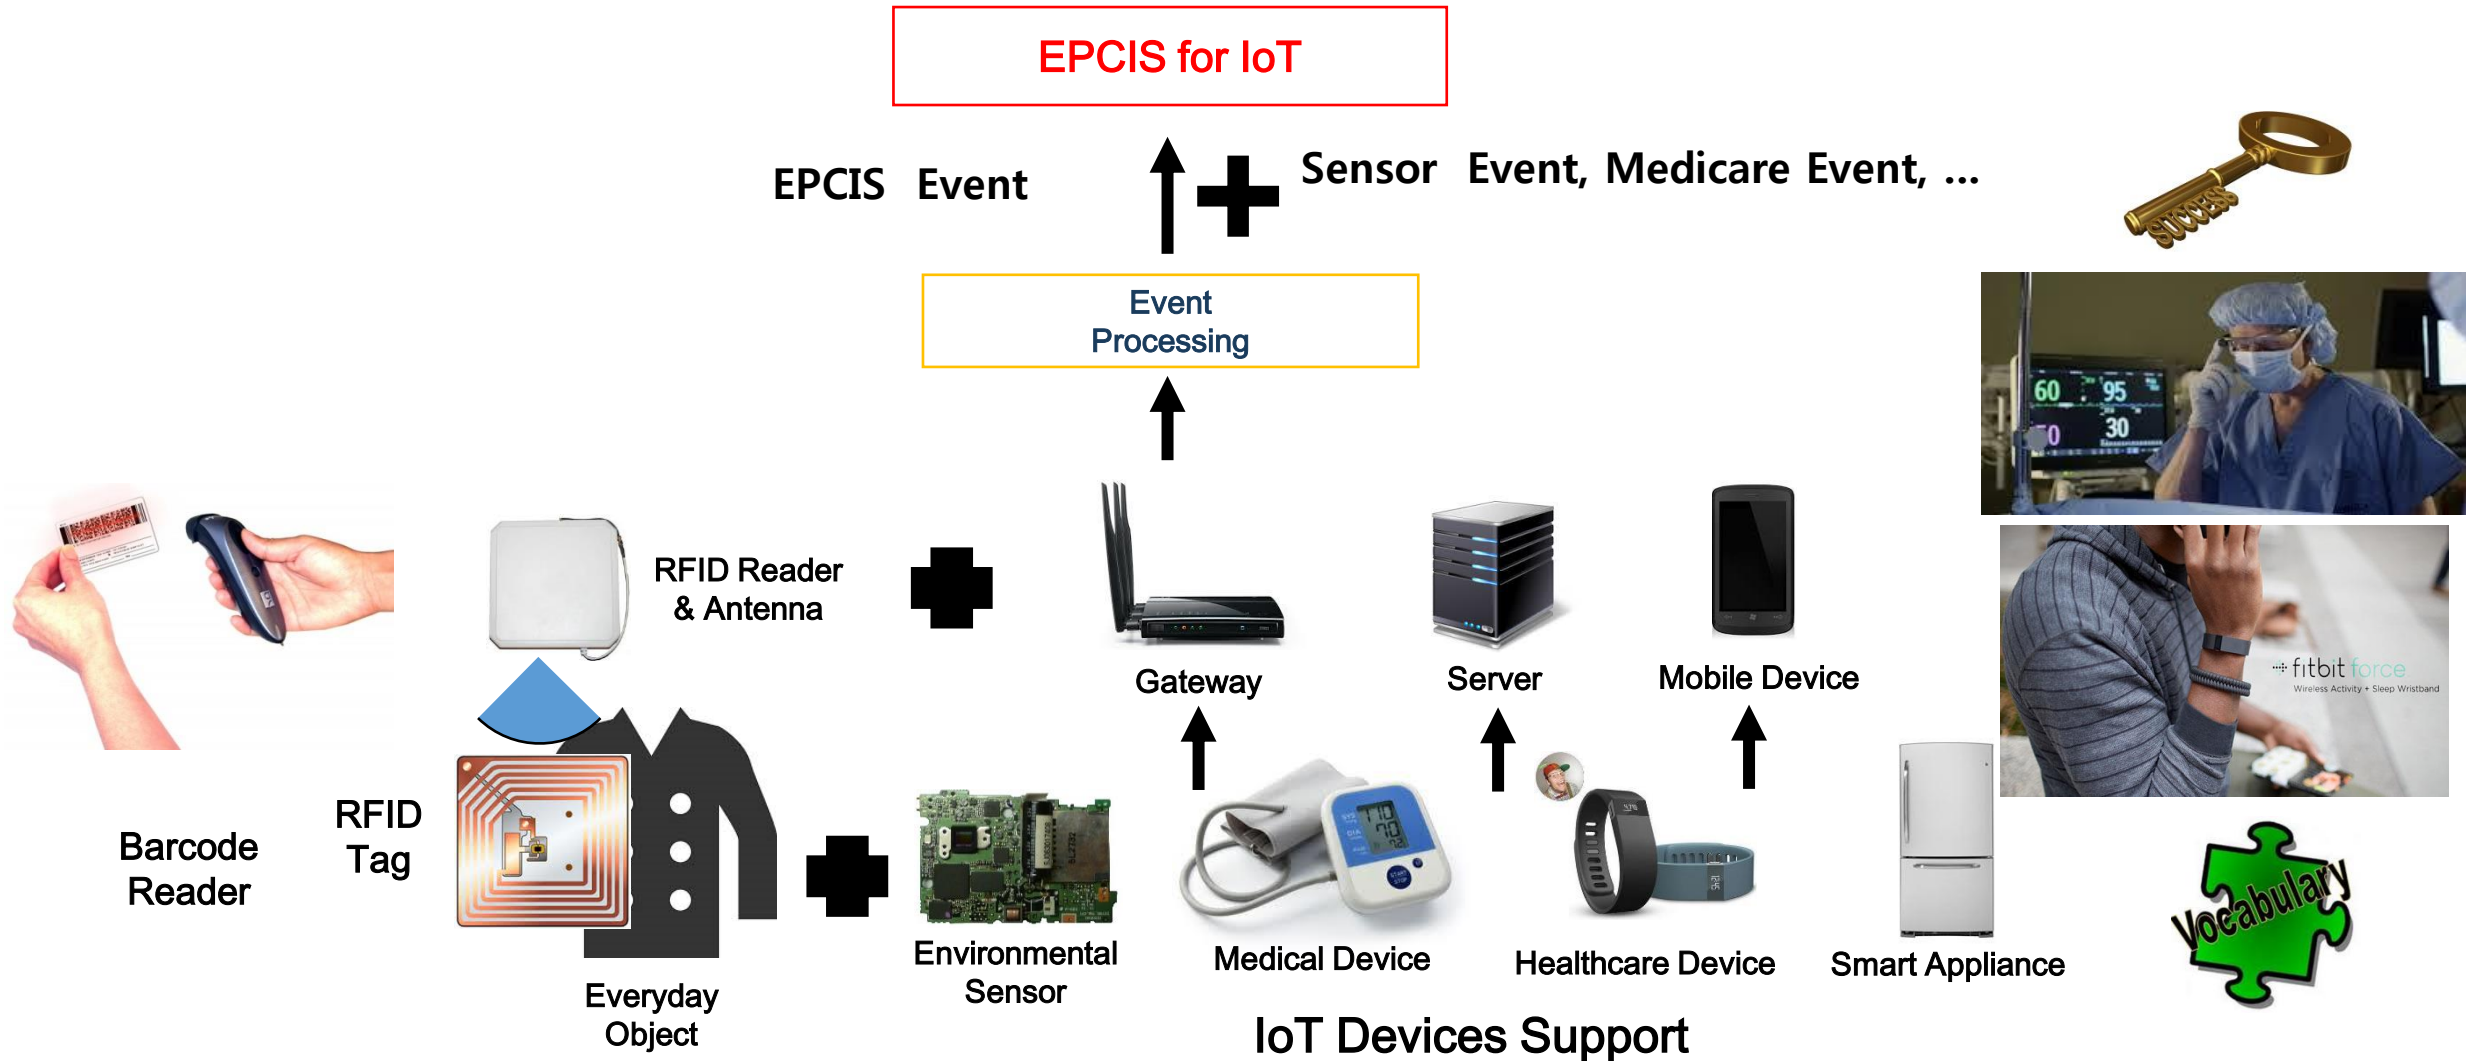 EPCIS for IoT
EPCIS Event
Sensor Event, Medicare Event, ...
SUCCESS
Event
Processing
60
95
30
RFID Reader
& Antenna
Gateway
Server
Mobile Device
fitbit force
Wireless Activity + Sleep Wristband
Barcode
Reader
RFID
Tag
Everyday
Object
Environmental
Sensor
START
STOP
Medical Device
Healthcare Device
Smart Appliance
Vocabulary
IoT Devices Support